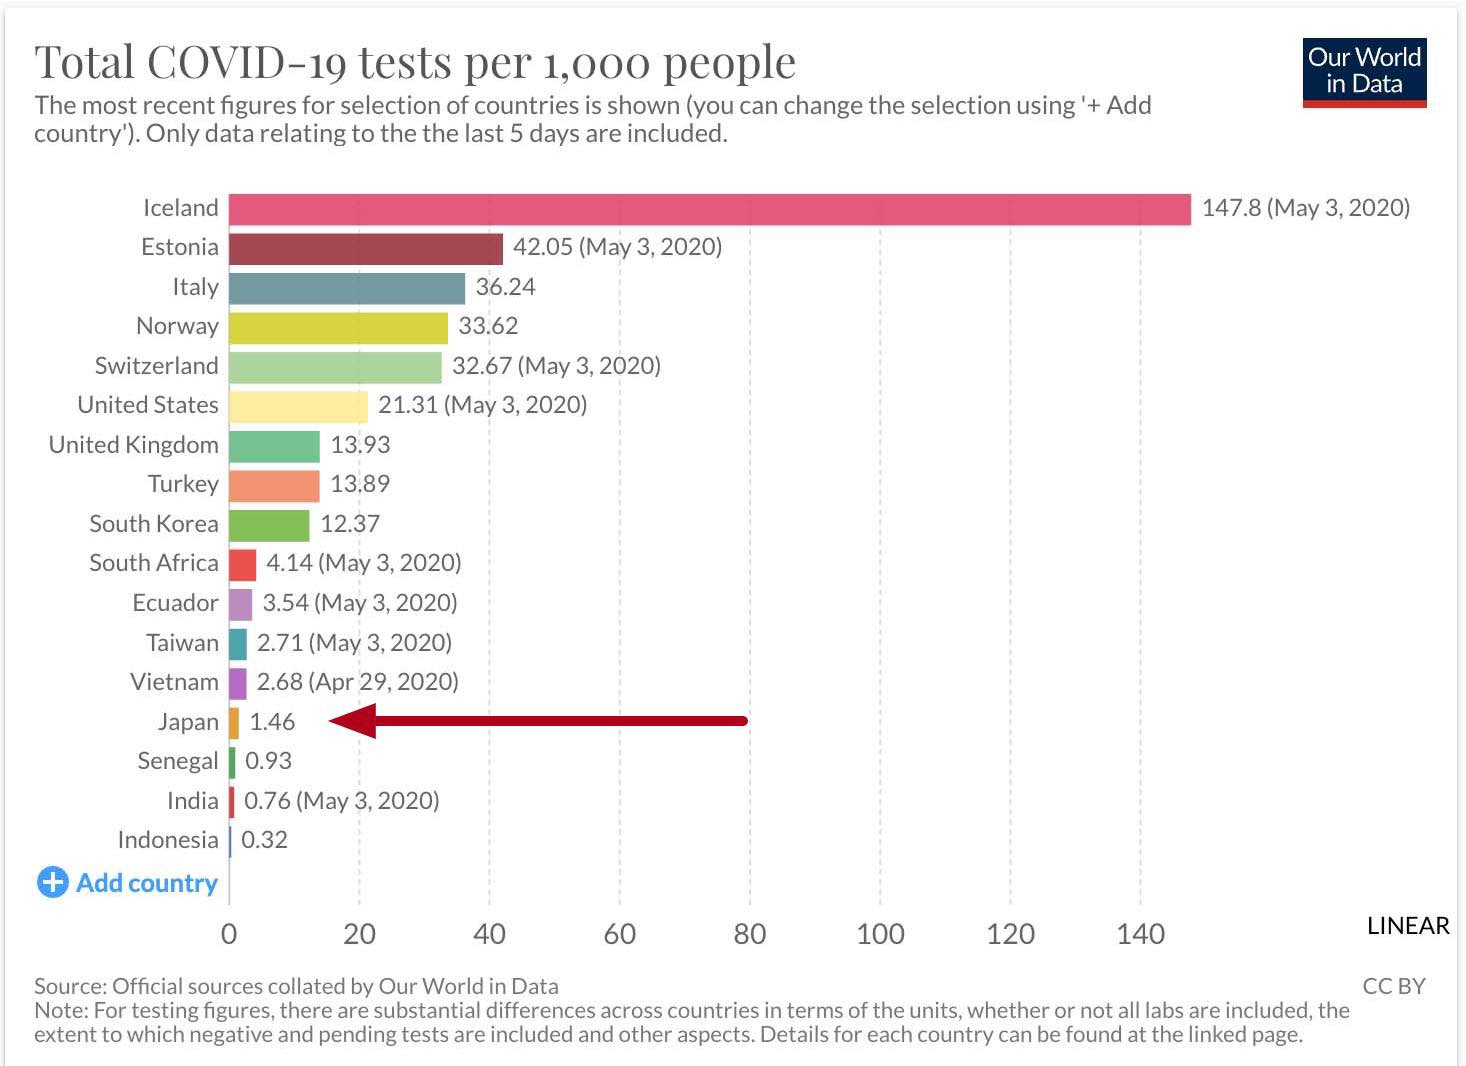 Total COVID-19 tests per 1,000 people
Our World
in Data
The most recent figures for selection of countries is shown (you can change the selection using '+ Add
country'). Only data relating to the the last 5 days are included.
Iceland 147.8 (May 3, 2020)
Estonia 42.05 (May 3, 2020)
Italy 36.24
Norway 33.62
Switzerland 32.67 (May 3, 2020)
United States 21.31 (May 3, 2020)
United Kingdom 13.93
Turkey 13.89
South Korea 12.37
South Africa 4.14 (May 3, 2020)
Ecuador 3.54 (May 3, 2020)
Taiwan 2.71 (May 3, 2020)
Vietnam 2.68 (Apr 29, 2020)
Japan 1.46
Senegal 0.93
India 0.76 (May 3, 2020)
Indonesia 0.32
+ Add country
0 20 40 60 80 100 120 140 LINEAR
Source: Official sources collated by Our World in Data CC BY
Note: For testing figures, there are substantial differences across countries in terms of the units, whether or not all labs are included, the
extent to which negative and pending tests are included and other aspects. Details for each country can be found at the linked page.